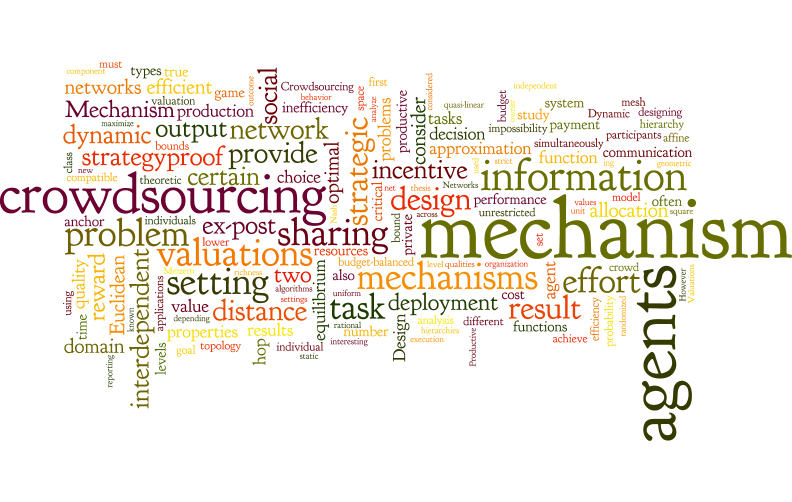 component
must
types
true
networks
efficient
social
Crowdsourcing
first
considered
independent
valuation
outcome
game
behavior
space
analyze
problems
productive
quasi-linear
budget
system
mesh
Mechanism
production
inefficiency
consider
tasks
study
Dynamic
designing
maximize
dynamic
output
network
strategic
decision
impossibility
payment
hierarchy
bounds
simultaneously
participants
affine
class
strategyproof
provide
optimal
approximation
function
communication
new
theoretic
choice
incentive
used
strict
ing
geometric
compatible
certain
critical
net
thesis
Networks
information
crowdsourcing
design
performance
values
model
often
anchor
individuals
ex-post
Nash
bound
private
across
unrestricted
allocation
unit
square
problem
lower
sharing
mechanism
set
valuations
resources
budget-balanced
level
qualities
organization
crowd
However
using
quality
reward
Euclidean
interdependent
applications
Mezzetti
richness
setting
two
also
mechanisms
agent
effort
agents
Valuations
algorithms
uniform
time
known
value
settings
equilibrium
task
deployment
cost
result
efficiency
probability
randomized
depending
distance
rational
Design
analysis
different
functions
domain
properties
results
number
hierarchies
achieve
levels
goal
topology
hop
individual
interesting
execution
reporting
static
Productive